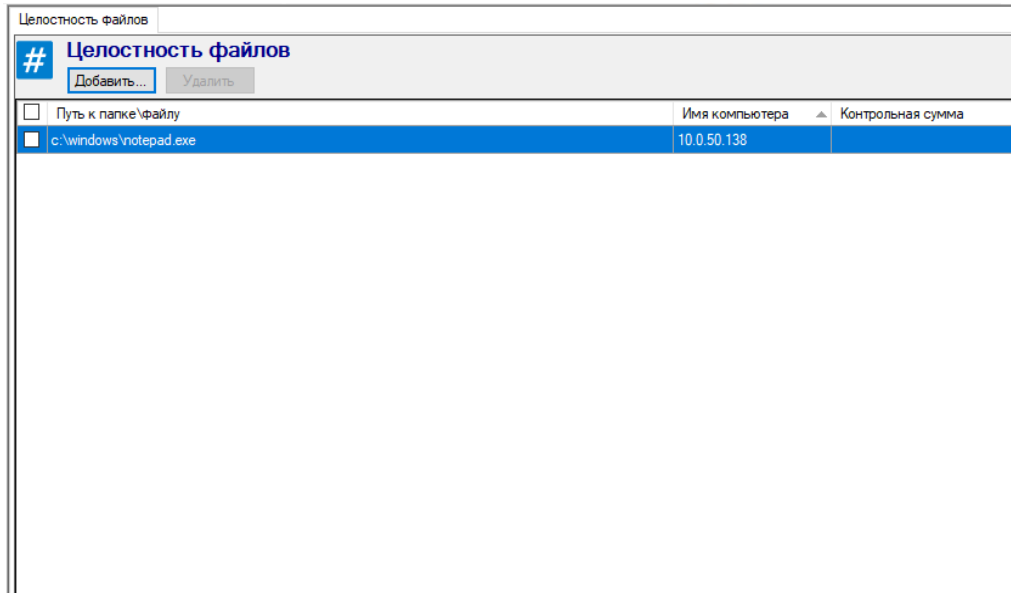 Целостность файлов
# Целостность файлов
Добавить... Удалить
Путь к папке\файлу Имя компьютера Контрольная сумма
c:\windows\notepad.exe 10.0.50.138